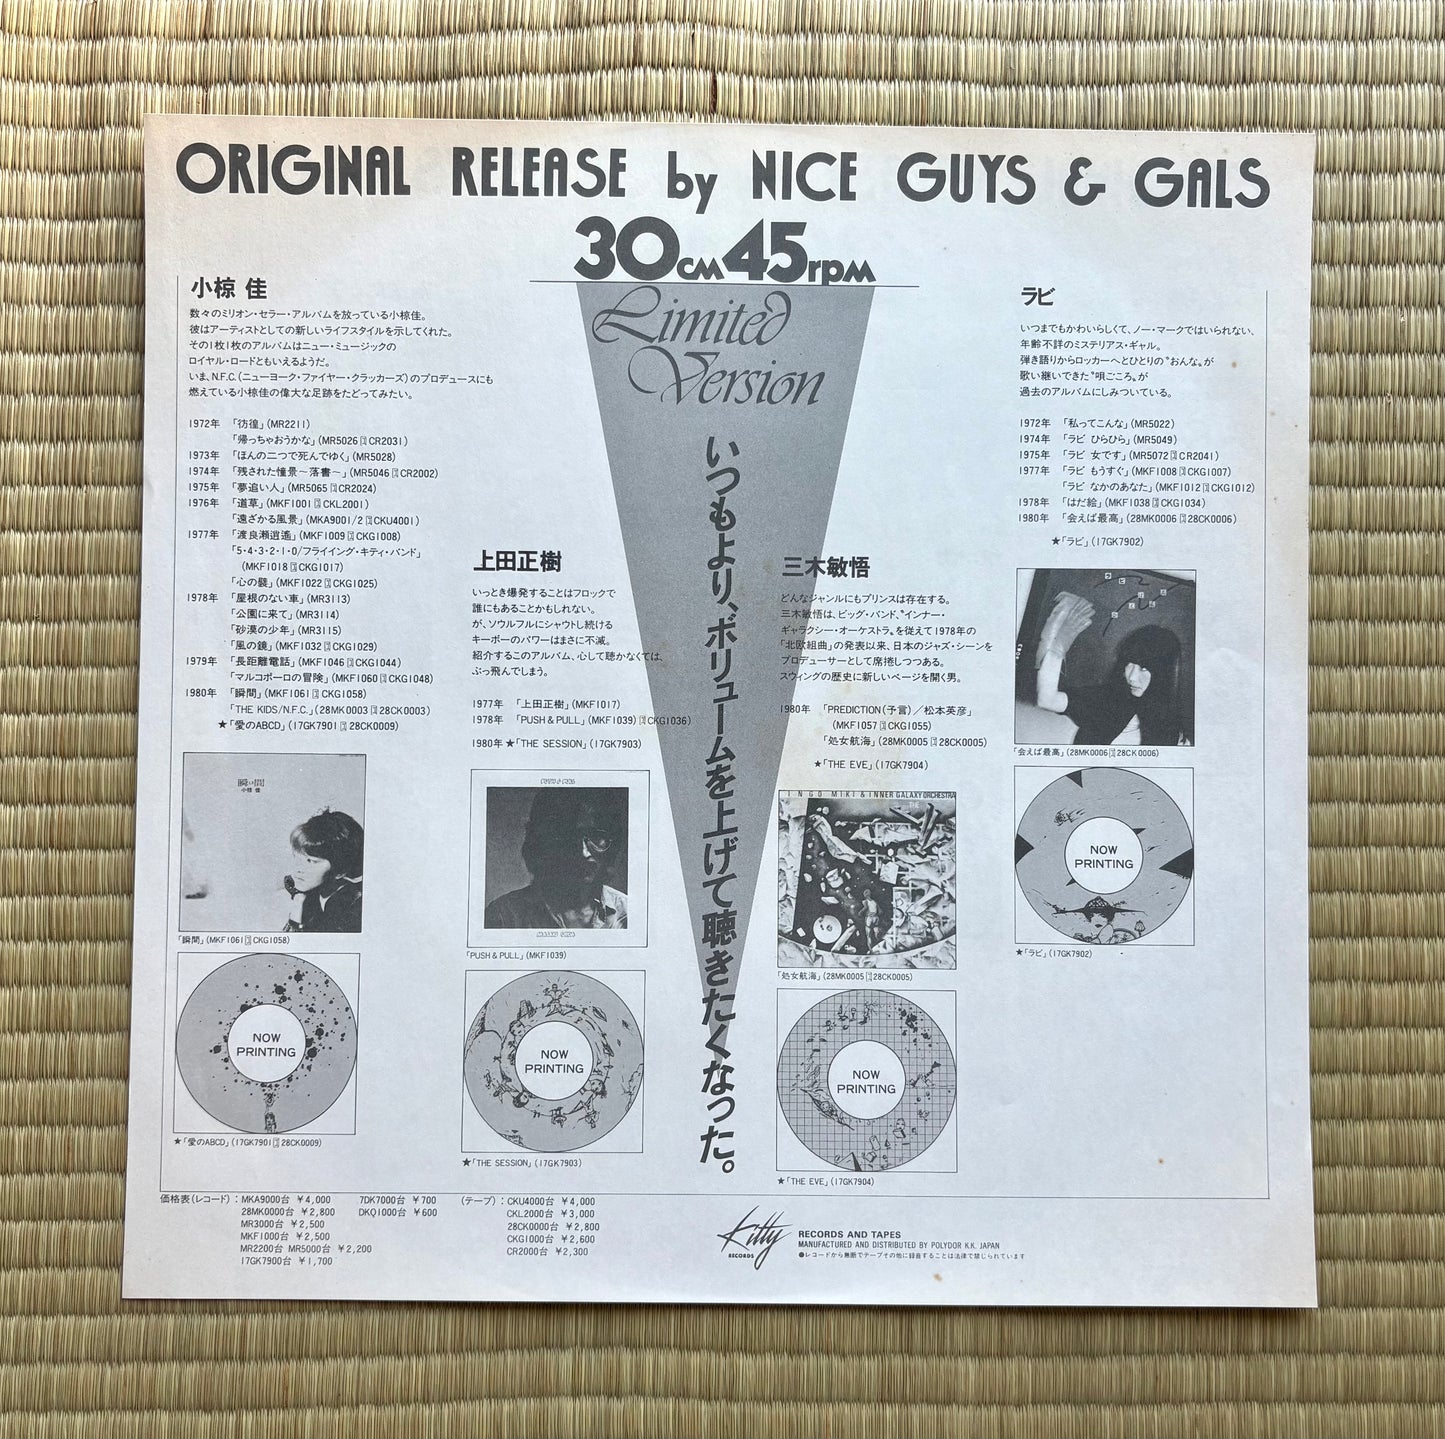 ORIGINAL RELEASE by NICE GUYS & GALS
30cm45rpm
Limited
Version
いつもより、ボリュームを上げて聴きたくなった。
小椋 佳
数々のミリオン・セラー・アルバムを放っている小椋佳。
彼はアーティストとしての新しいライフスタイルを示してくれた。
その1枚1枚のアルバムはニュー・ミュージックの
ロイヤル・ロードともいえるようだ。
いま、N.F.C.(ニューヨーク・ファイヤー・クラッカーズ)のプロデュースにも
燃えている小椋佳の偉大な足跡をたどってみたい。
1972年 「彷徨」(MR2211)
「帰っちゃおうかな」(MR5026 CR2031)
1973年 「ほんの二つで死んでゆく」(MR5028)
1974年 「残された憧景〜落書〜」(MR5046 CR2002)
1975年 「夢追い人」(MR5065 CR2024)
1976年 「道草」(MKF1001 CKL2001)
「遠ざかる風景」(MKA9001/2 CKU4001)
1977年 「渡良瀬逍遙」(MKF1009 CKG1008)
「5・4・3・2・1・0/フライイング・キティ・バンド」
(MKF1018 CKG1017)
「心の襞」(MKF1022 CKG1025)
1978年 「屋根のない車」(MR3113)
「公園に来て」(MR3114)
「砂漠の少年」(MR3115)
「風の鏡」(MKF1032 CKG1029)
1979年 「長距離電話」(MKF1046 CKG1044)
「マルコポーロの冒険」(MKF1060 CKG1048)
1980年 「瞬間」(MKF1061 CKG1058)
「THE KIDS/N.F.C.」(28MK0003 28CK0003)
★「愛のABCD」(17GK7901 28CK0009)
小椋 佳
「瞬間」(MKF1061 CKG1058)
NOW
PRINTING
★「愛のABCD」(17GK7901 28CK0009)
上田正樹
いっとき爆発することはフロックで
誰にもあることかもしれない。
が、ソウルフルにシャウトし続ける
キーボーのパワーはまさに不滅。
紹介するこのアルバム、心して聴かなくては、
ぶっ飛んでしまう。
1977年 「上田正樹」(MKF1017)
1978年 「PUSH & PULL」(MKF1039) CKG1036)
1980年 ★「THE SESSION」(17GK7903)
「PUSH & PULL」(MKF1039)
NOW
PRINTING
★「THE SESSION」(17GK7903)
三木敏悟
どんなジャンルにもプリンスは存在する。
三木敏悟は、ビッグ・バンド、"インナー・
ギャラクシー・オーケストラ"を従えて1978年の
「北欧組曲」の発表以来、日本のジャズ・シーンを
プロデューサーとして席捲しつつある。
スウィングの歴史に新しいページを開く男。
1980年 「PREDICTION(予言)/松本英彦」
(MKF1057 CKG1055)
「処女航海」(28MK0005 28CK0005)
★「THE EVE」(17GK7904)
INGO MIKI & INNER GALAXY ORCHESTRA
「処女航海」(28MK0005 28CK0005)
NOW
PRINTING
★「THE EVE」(17GK7904)
ラビ
いつまでもかわいらしくて、ノー・マークではいられない、
年齢不詳のミステリアス・ギャル。
弾き語りからロッカーへとひとりの"おんな"が
歌い継いできた"唄ごころ"が
過去のアルバムにしみついている。
1972年 「私ってこんな」(MR5022)
1974年 「ラビ ひらひら」(MR5049)
1975年 「ラビ 女です」(MR5072 CR2041)
1977年 「ラビ もうすぐ」(MKF1008 CKG1007)
「ラビ なかのあなた」(MKF1012 CKG1012)
1978年 「はだ絵」(MKF1038 CKG1034)
1980年 「会えば最高」(28MK0006 28CK0006)
★「ラビ」(17GK7902)
「会えば最高」(28MK0006 28CK0006)
NOW
PRINTING
★「ラビ」(17GK7902)
価格表(レコード):MKA9000台 ¥4,000 7DK7000台 ¥700
28MK0000台 ¥2,800 DKQ1000台 ¥600
MR3000台 ¥2,500
MKF1000台 ¥2,500
MR2200台 MR5000台 ¥2,200
17GK7900台 ¥1,700
(テープ):CKU4000台 ¥4,000
CKL2000台 ¥3,000
28CK0000台 ¥2,800
CKG1000台 ¥2,600
CR2000台 ¥2,300
Kitty
RECORDS
RECORDS AND TAPES
MANUFACTURED AND DISTRIBUTED BY POLYDOR K.K. JAPAN
●レコードから無断でテープその他に録音することは法律で禁じられています